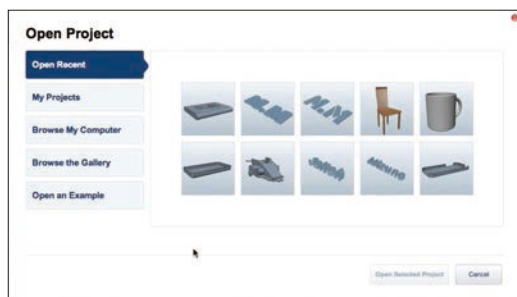 Open Project
Open Recent
My Projects
Browse My Computer
Browse the Gallery
Open an Example
Open Selected Project
Cancel